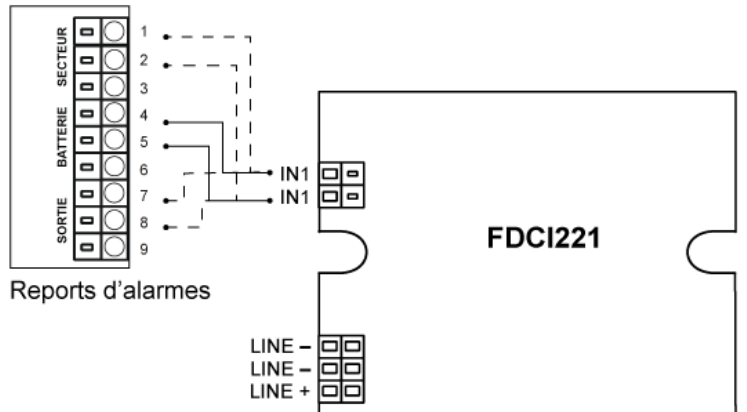 SECTEUR
BATTERIE
SORTIE
1
2
3
4
5
6
7
8
9
Reports d’alarmes
IN1
IN1
FDCI221
LINE –
LINE –
LINE +